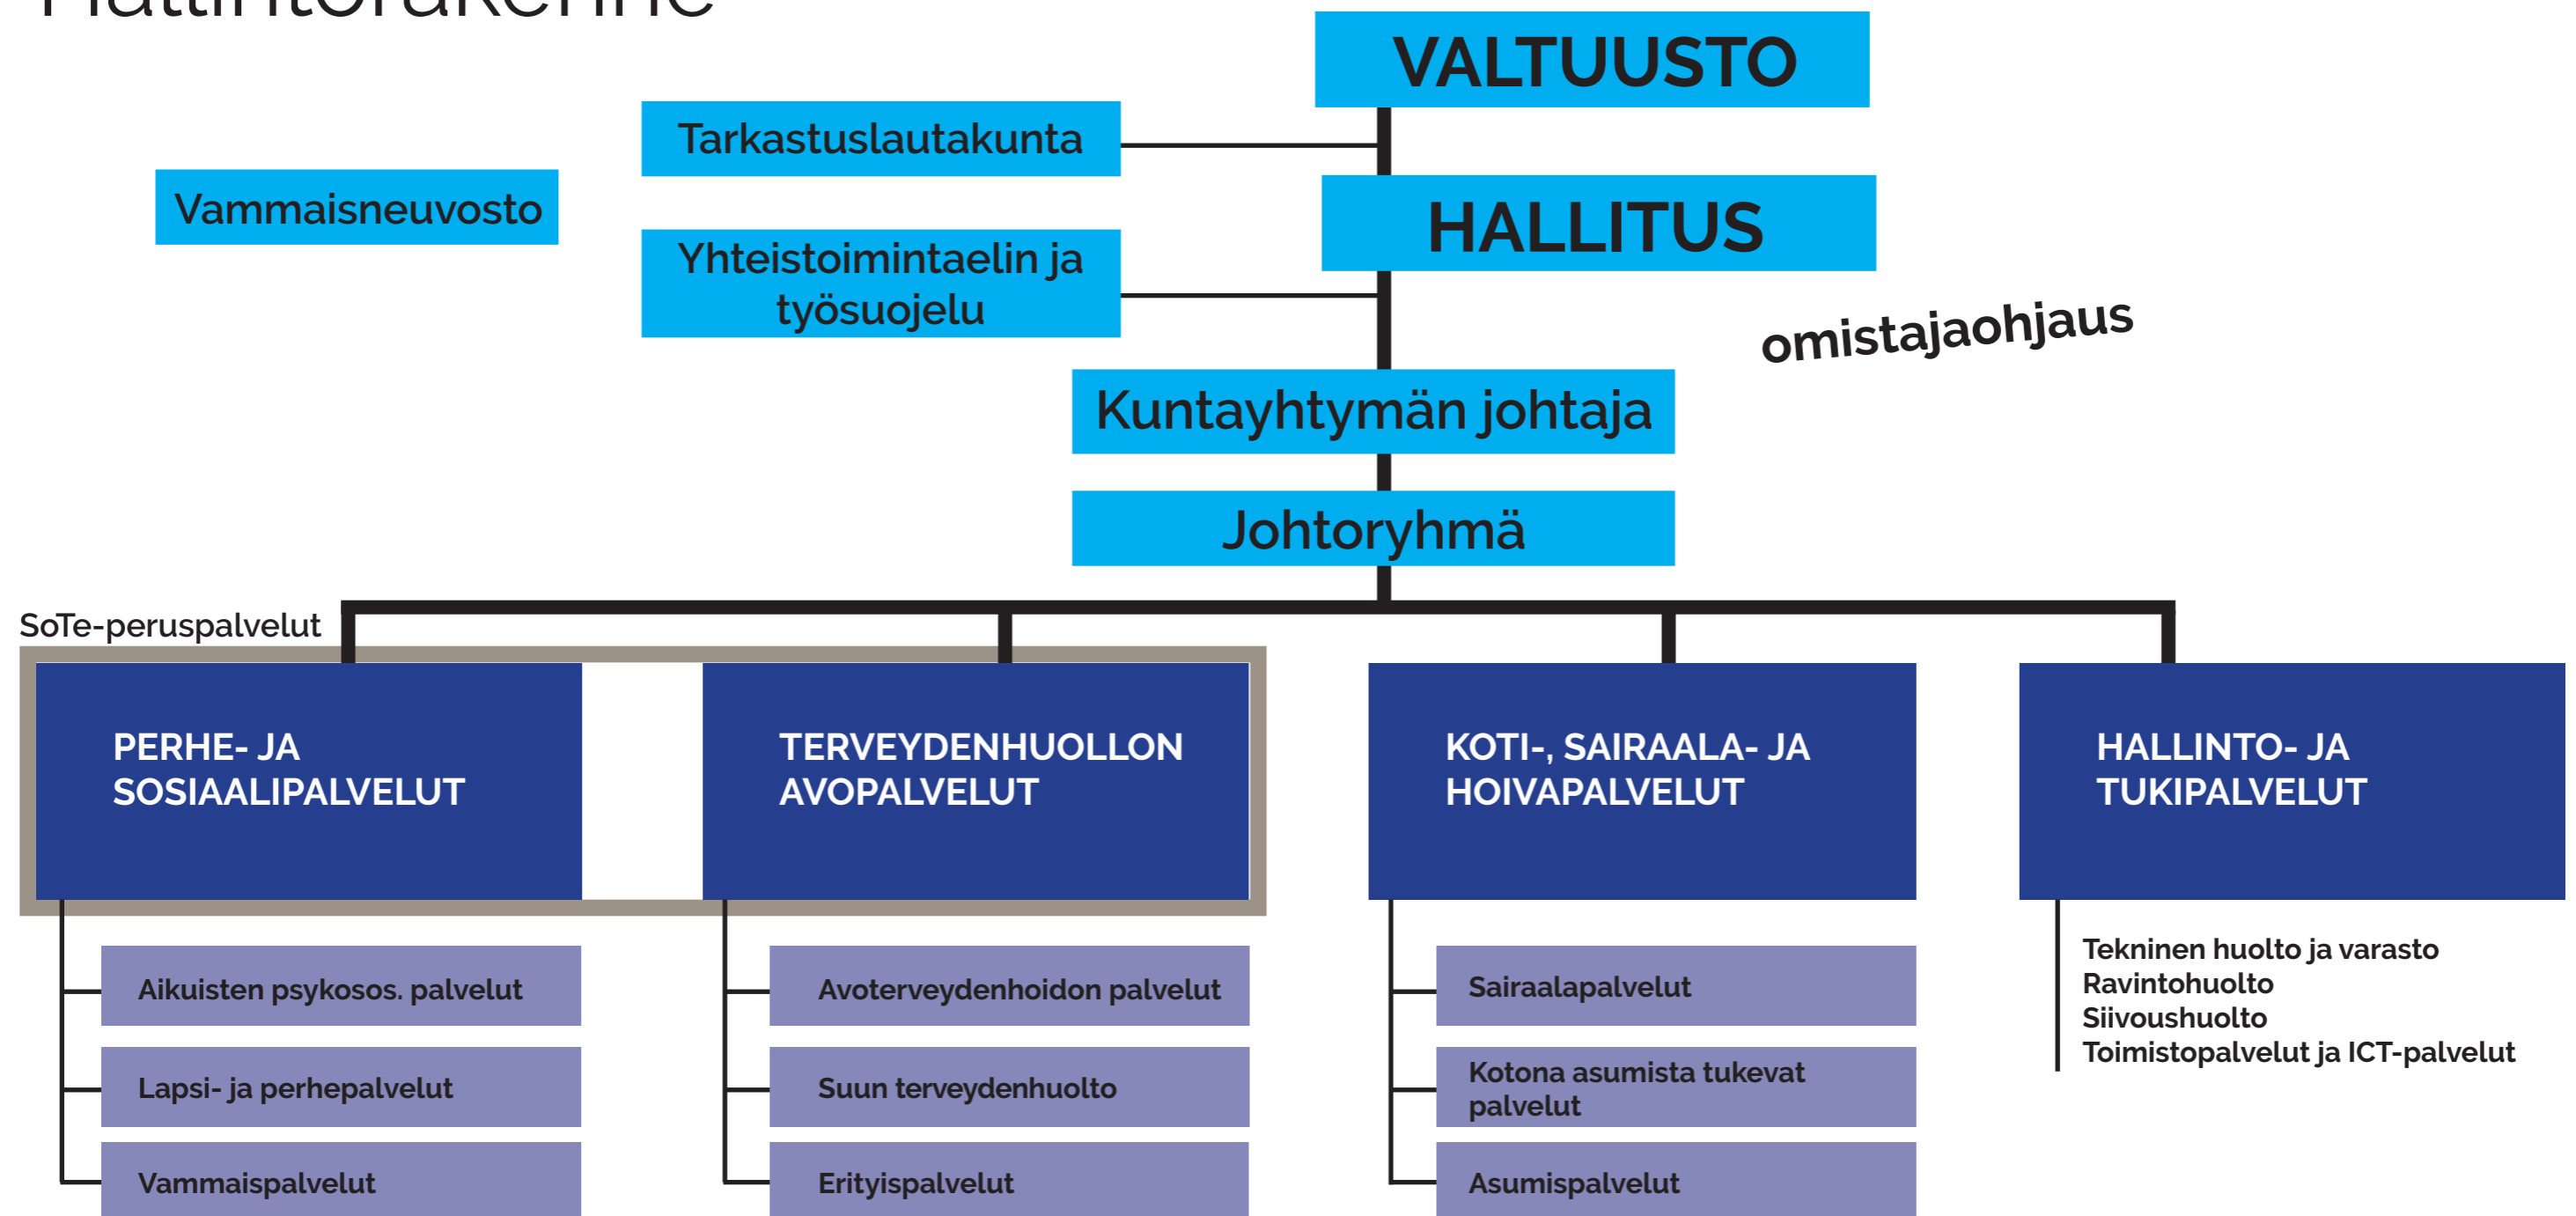 Hallintorakenne
VALTUUSTO
Tarkastuslautakunta
Vammaisneuvosto
HALLITUS
Yhteistoimintaelin ja
työsuojelu
omistajaohjaus
Kuntayhtymän johtaja
Johtoryhmä
SoTe-peruspalvelut
PERHE- JA
SOSIAALIPALVELUT
TERVEYDENHUOLLON
AVOPALVELUT
KOTI-, SAIRAALA- JA
HOIVAPALVELUT
HALLINTO- JA
TUKIPALVELUT
Aikuisten psykosos. palvelut
Lapsi- ja perhepalvelut
Vammaispalvelut
Avoterveydenhoidon palvelut
Suun terveydenhuolto
Erityispalvelut
Sairaalapalvelut
Kotona asumista tukevat
palvelut
Asumispalvelut
Tekninen huolto ja varasto
Ravintohuolto
Siivoushuolto
Toimistopalvelut ja ICT-palvelut